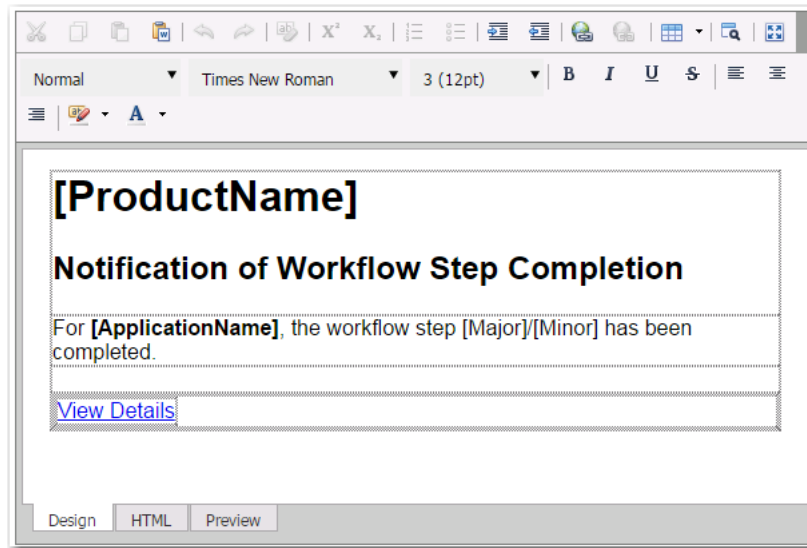 Normal Times New Roman 3 (12pt) B I U S
A
[ProductName]
Notification of Workflow Step Completion
For [ApplicationName], the workflow step [Major]/[Minor] has been
completed.
View Details
Design HTML Preview